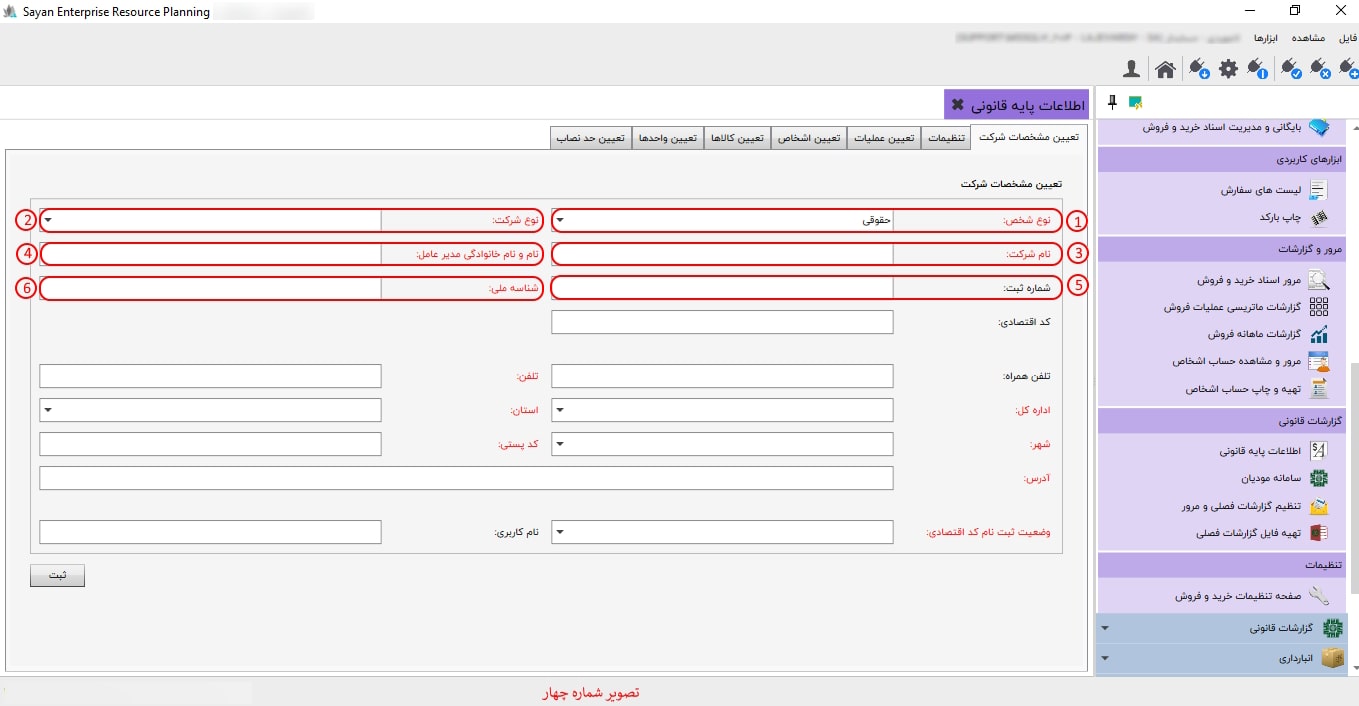 Sayan Enterprise Resource Planning
فایل مشاهده ابزارها
اطلاعات پایه قانونی
تعیین مشخصات شرکت تنظیمات تعیین عملیات تعیین اشخاص تعیین کالاها تعیین واحدها تعیین حد نصاب
تعیین مشخصات شرکت
1 نوع شخص: حقوقی نوع شرکت: 2
3 نام شرکت: نام و نام خانوادگی مدیر عامل: 4
5 شماره ثبت: شناسه ملی: 6
کد اقتصادی:
تلفن همراه: تلفن:
اداره کل: استان:
شهر: کد پستی:
آدرس:
وضعیت ثبت نام کد اقتصادی: نام کاربری:
ثبت
بایگانی و مدیریت اسناد خرید و فروش
ابزارهای کاربردی
لیست های سفارش
چاپ بارکد
مرور و گزارشات
مرور اسناد خرید و فروش
گزارشات ماتریسی عملیات فروش
گزارشات ماهانه فروش
مرور و مشاهده حساب اشخاص
تهیه و چاپ حساب اشخاص
گزارشات قانونی
اطلاعات پایه قانونی
سامانه مودیان
تنظیم گزارشات فصلی و مرور
تهیه فایل گزارشات فصلی
تنظیمات
صفحه تنظیمات خرید و فروش
گزارشات قانونی
انبارداری
تصویر شماره چهار